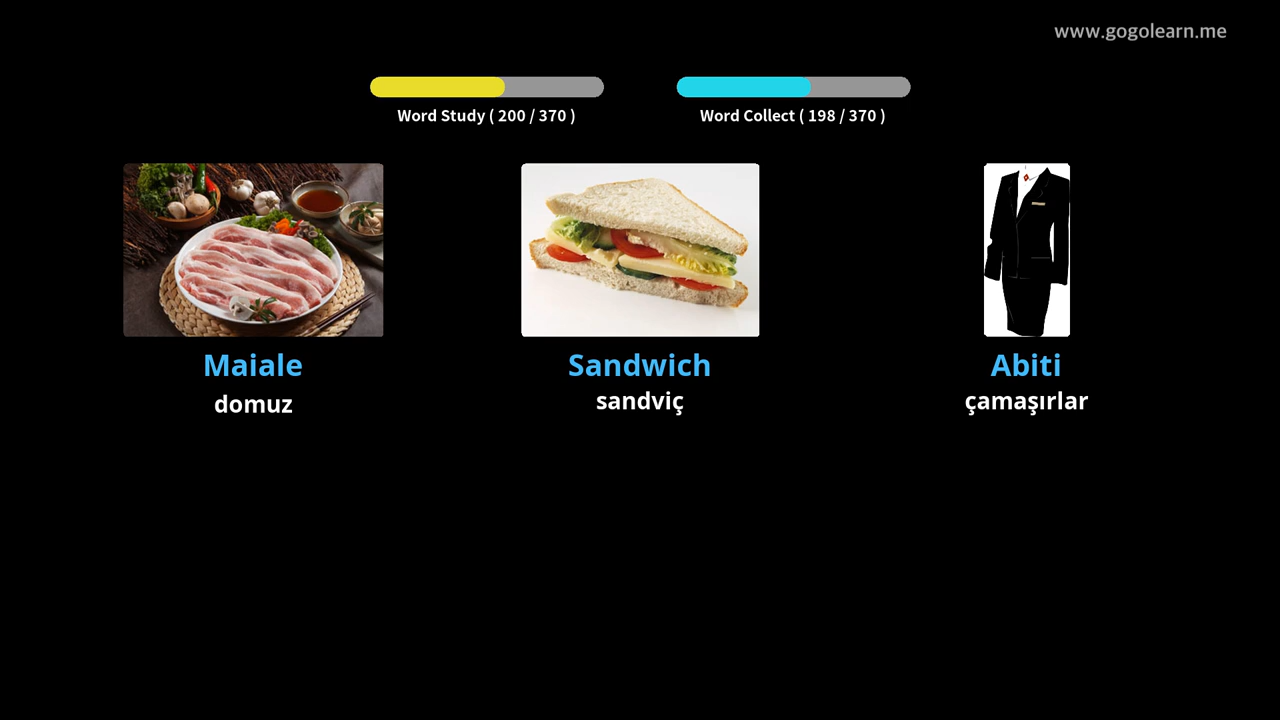 www.gogolearn.me
Word Study ( 200 / 370 )
Word Collect ( 198 / 370 )
Maiale
domuz
Sandwich
sandviç
Abiti
çamaşırlar